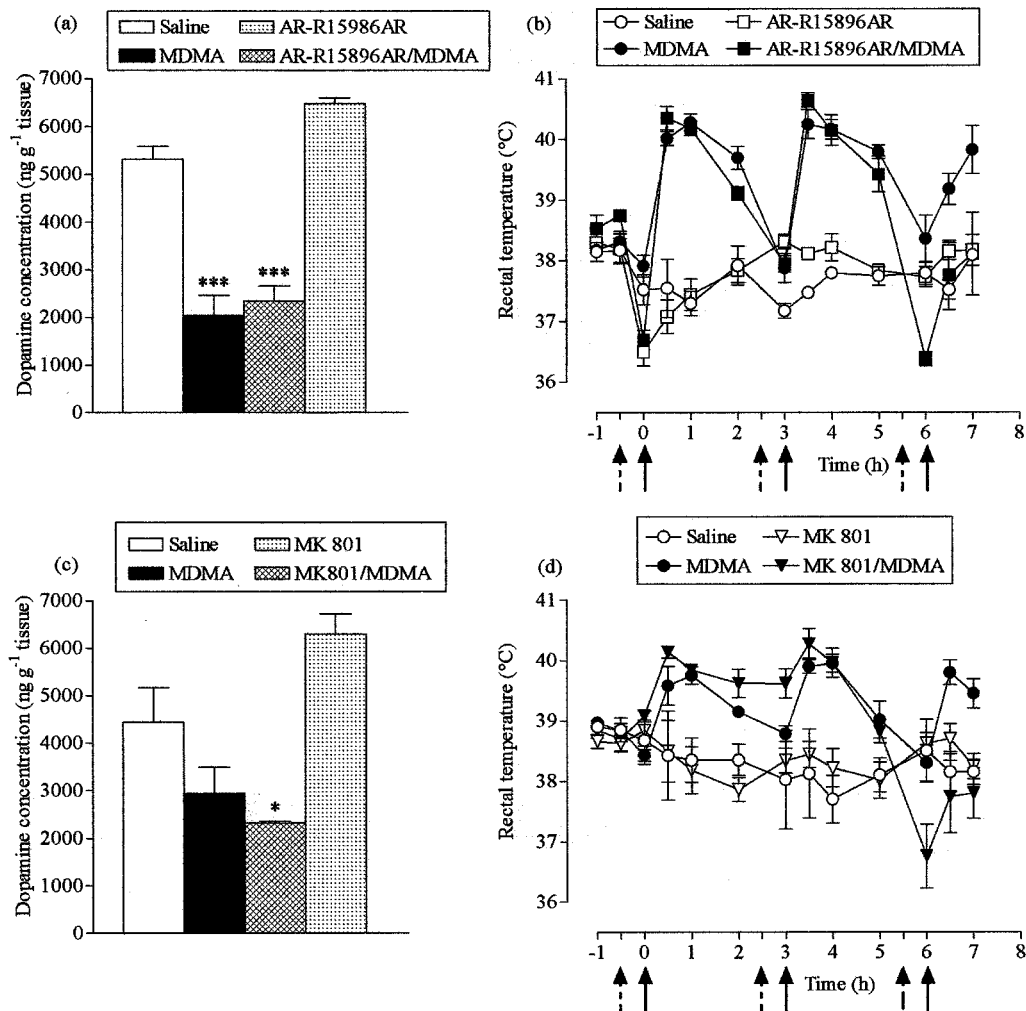 (a)
Saline AR-R15986AR
MDMA AR-R15896AR/MDMA
Dopamine concentration (ng g-1 tissue)
7000
6000
5000
4000
3000
2000
1000
0
*** ***
(b)
Saline AR-R15896AR
MDMA AR-R15896AR/MDMA
Rectal temperature (°C)
41
40
39
38
37
36
-1 0 1 2 3 4 5 6 7 8
Time (h)
(c)
Saline MK 801
MDMA MK801/MDMA
Dopamine concentration (ng g-1 tissue)
7000
6000
5000
4000
3000
2000
1000
0
*
(d)
Saline MK 801
MDMA MK 801/MDMA
Rectal temperature (°C)
41
40
39
38
37
36
-1 0 1 2 3 4 5 6 7 8
Time (h)